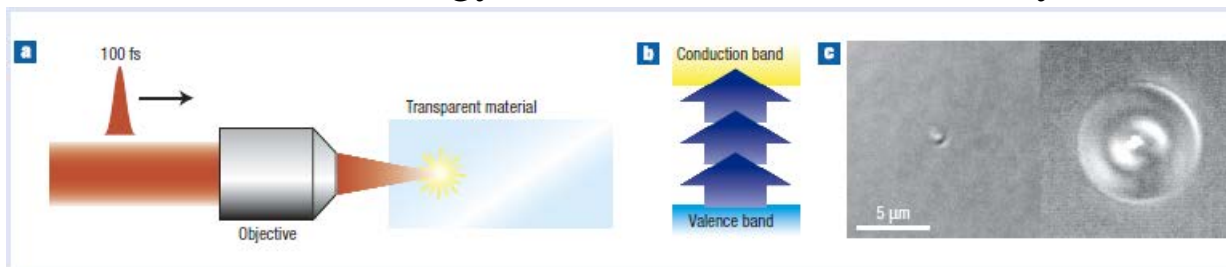 a
100 fs
Transparent material
Objective
b
Conduction band
Valence band
c
5 μm